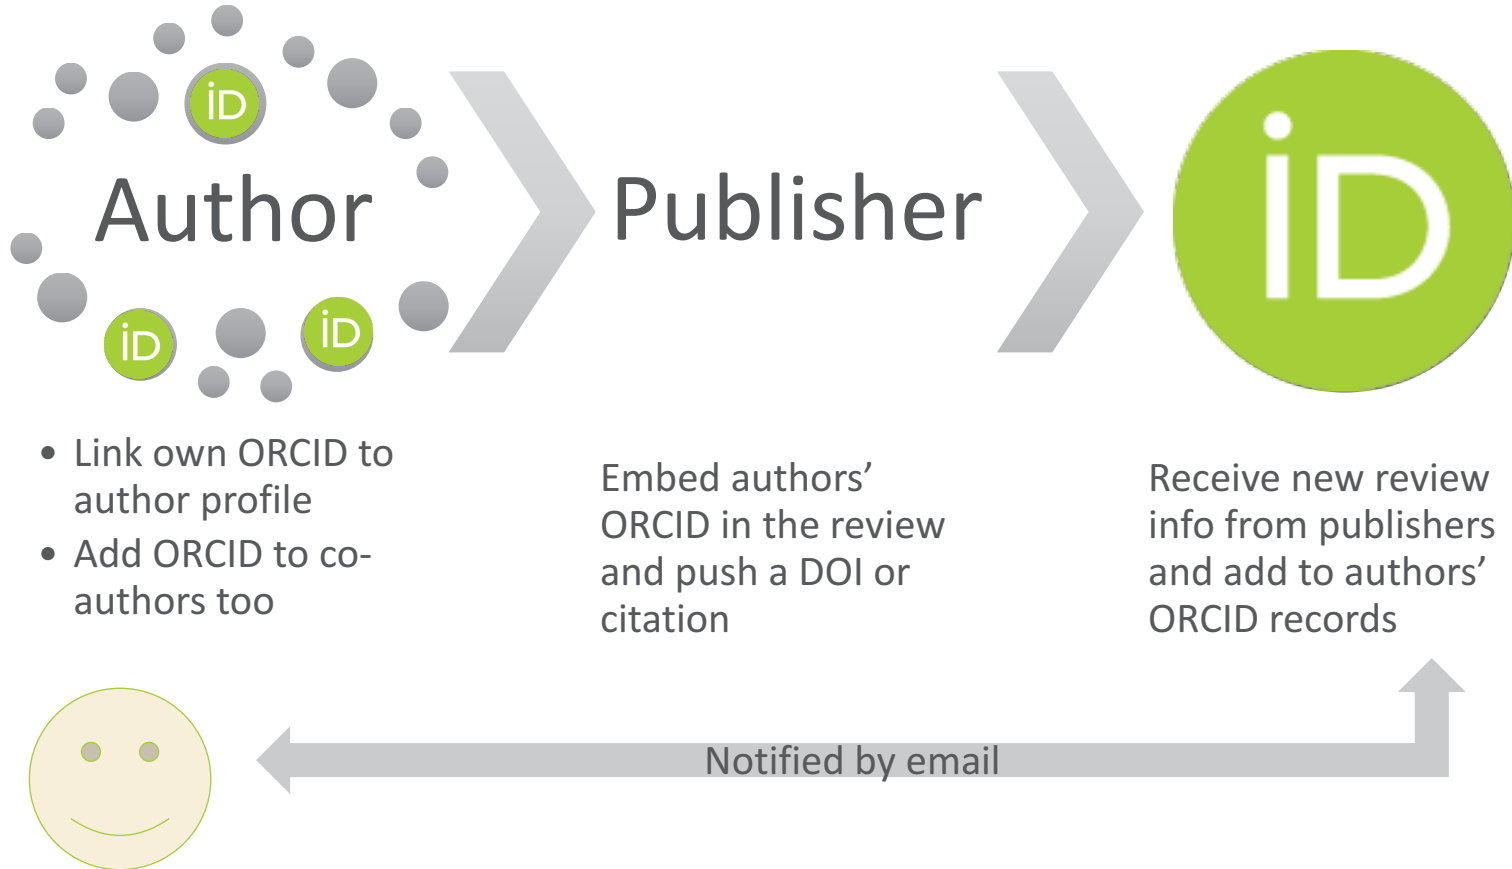 iD
Author
iD
iD
Publisher
iD
• Link own ORCID to
author profile
• Add ORCID to co-
authors too
Embed authors’
ORCID in the review
and push a DOI or
citation
Receive new review
info from publishers
and add to authors’
ORCID records
Notified by email